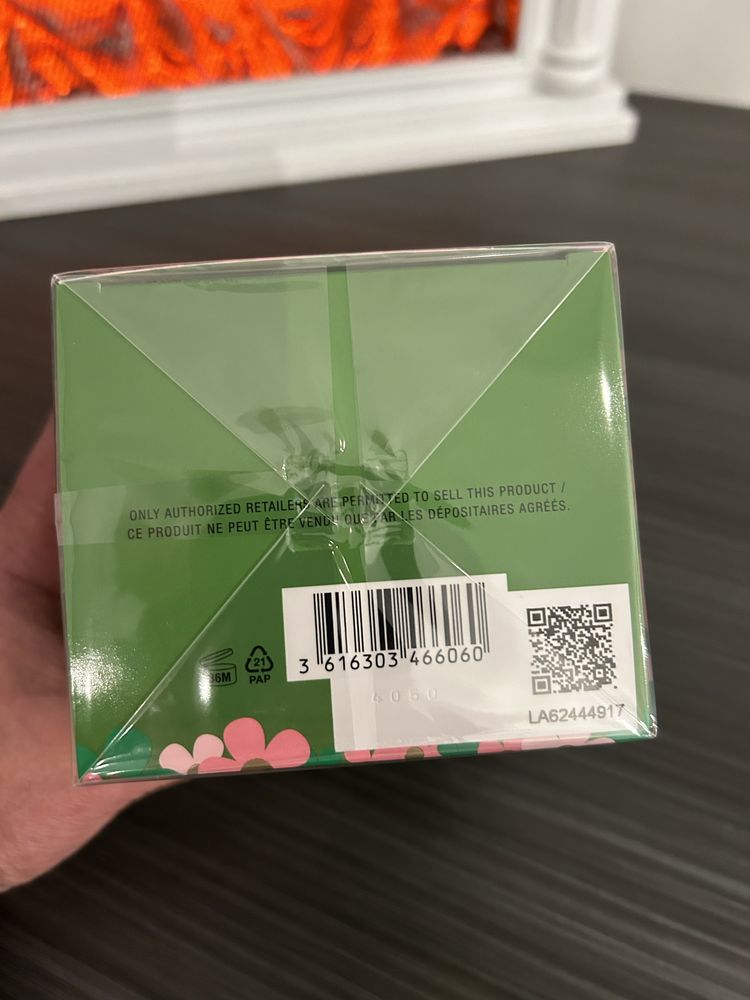 ONLY AUTHORIZED RETAILERS ARE PERMITTED TO SELL THIS PRODUCT /
CE PRODUIT NE PEUT ÊTRE VENDU QUE PAR LES DÉPOSITAIRES AGRÉÉS.
36M
21
PAP
3 616303 466060
4050
LA62444917